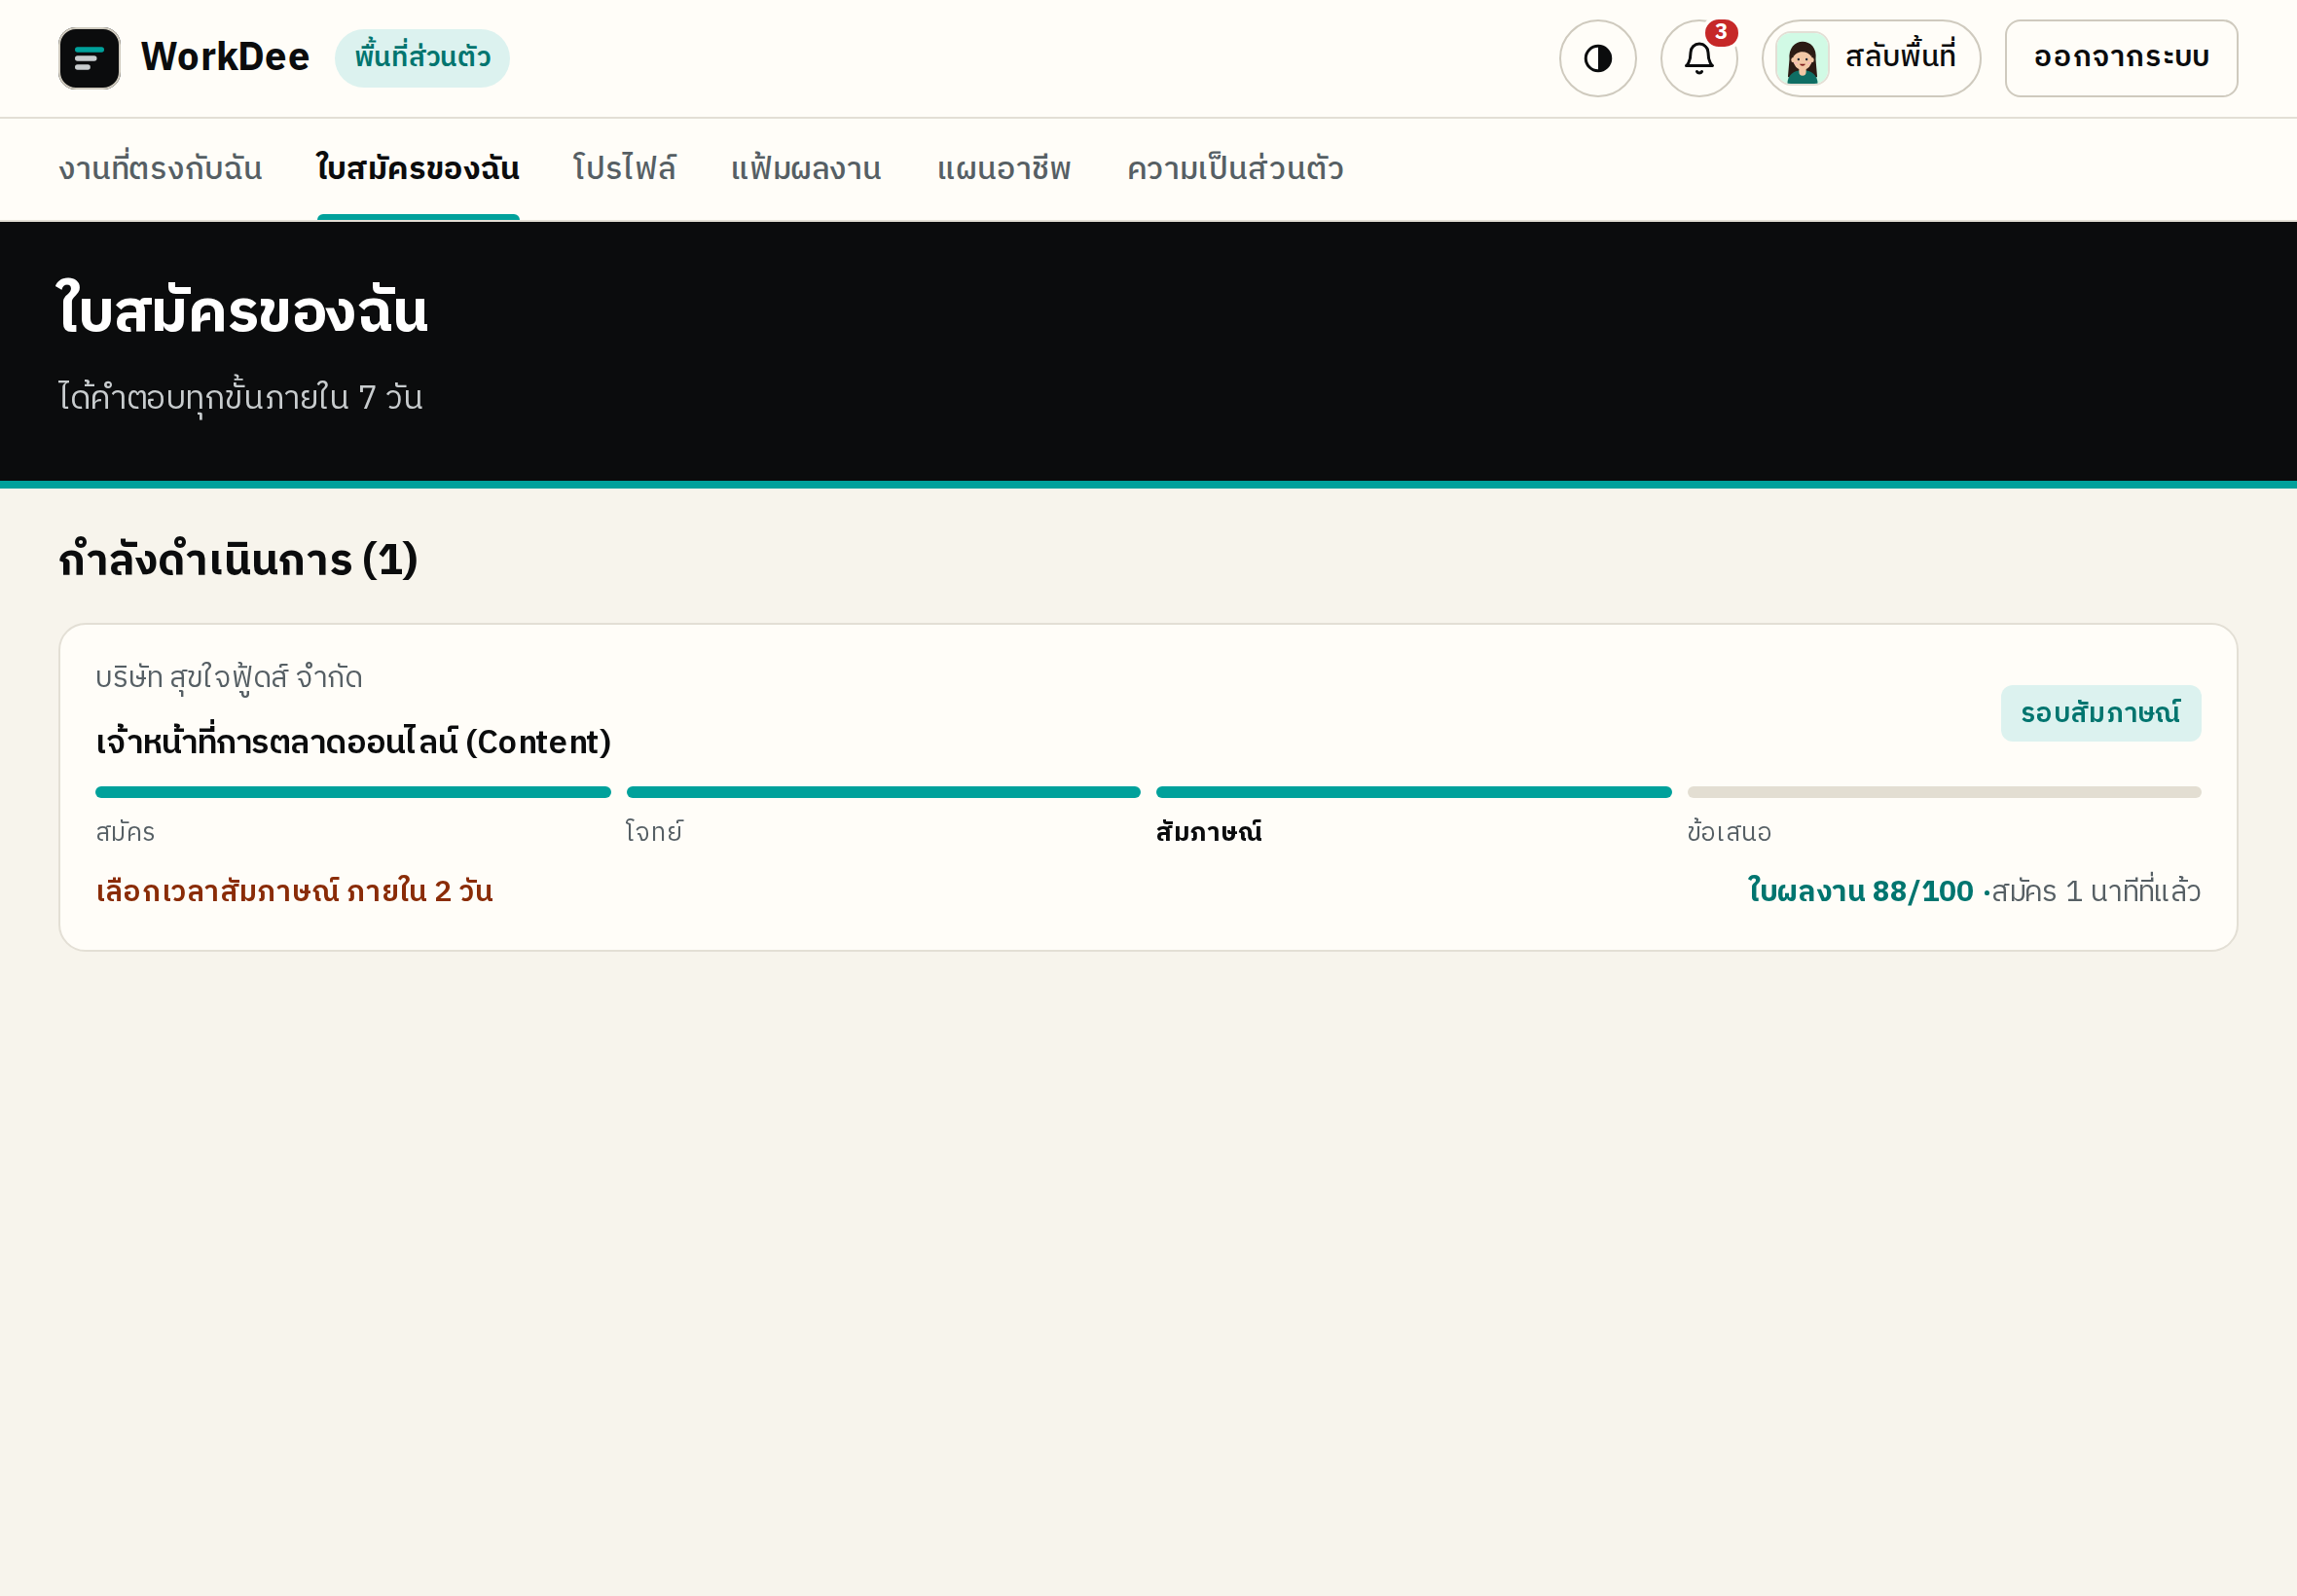 WorkDee
พื้นที่ส่วนตัว
3
สลับพื้นที่
ออกจากระบบ
งานที่ตรงกับฉัน
ใบสมัครของฉัน
โปรไฟล์
แฟ้มผลงาน
แผนอาชีพ
ความเป็นส่วนตัว
ใบสมัครของฉัน
ได้คำตอบทุกขั้นภายใน 7 วัน
กำลังดำเนินการ (1)
บริษัท สุขใจฟู้ดส์ จำกัด
เจ้าหน้าที่การตลาดออนไลน์ (Content)
รอบสัมภาษณ์
สมัคร
โจทย์
สัมภาษณ์
ข้อเสนอ
เลือกเวลาสัมภาษณ์ ภายใน 2 วัน
ใบผลงาน 88/100 ·สมัคร 1 นาทีที่แล้ว